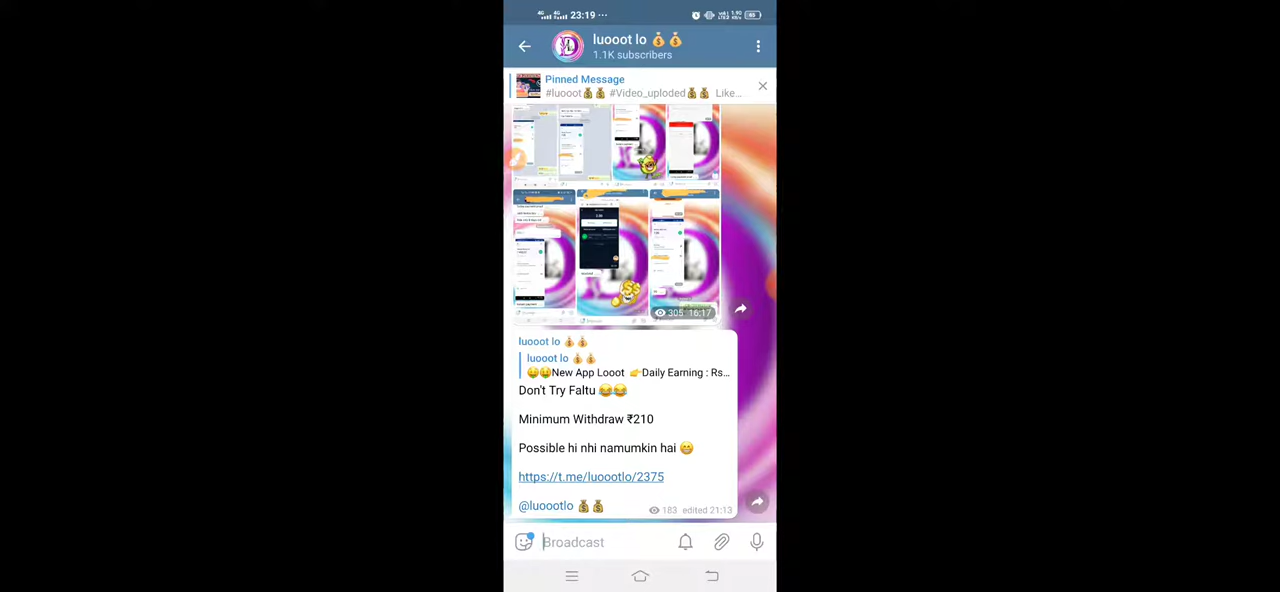 23:19 ...
luooot lo 💰💰
1.1K subscribers
Pinned Message
#luooot💰💰 #Video_uploded💰💰 Like...
305 16:17
luooot lo 💰💰
luooot lo 💰💰
🤑🤑New App Looot 👉Daily Earning : Rs...
Don't Try Faltu 😂😂
Minimum Withdraw ₹210
Possible hi nhi namumkin hai 😁
https://t.me/luoootlo/2375
@luoootlo 💰💰
183 edited 21:13
Broadcast